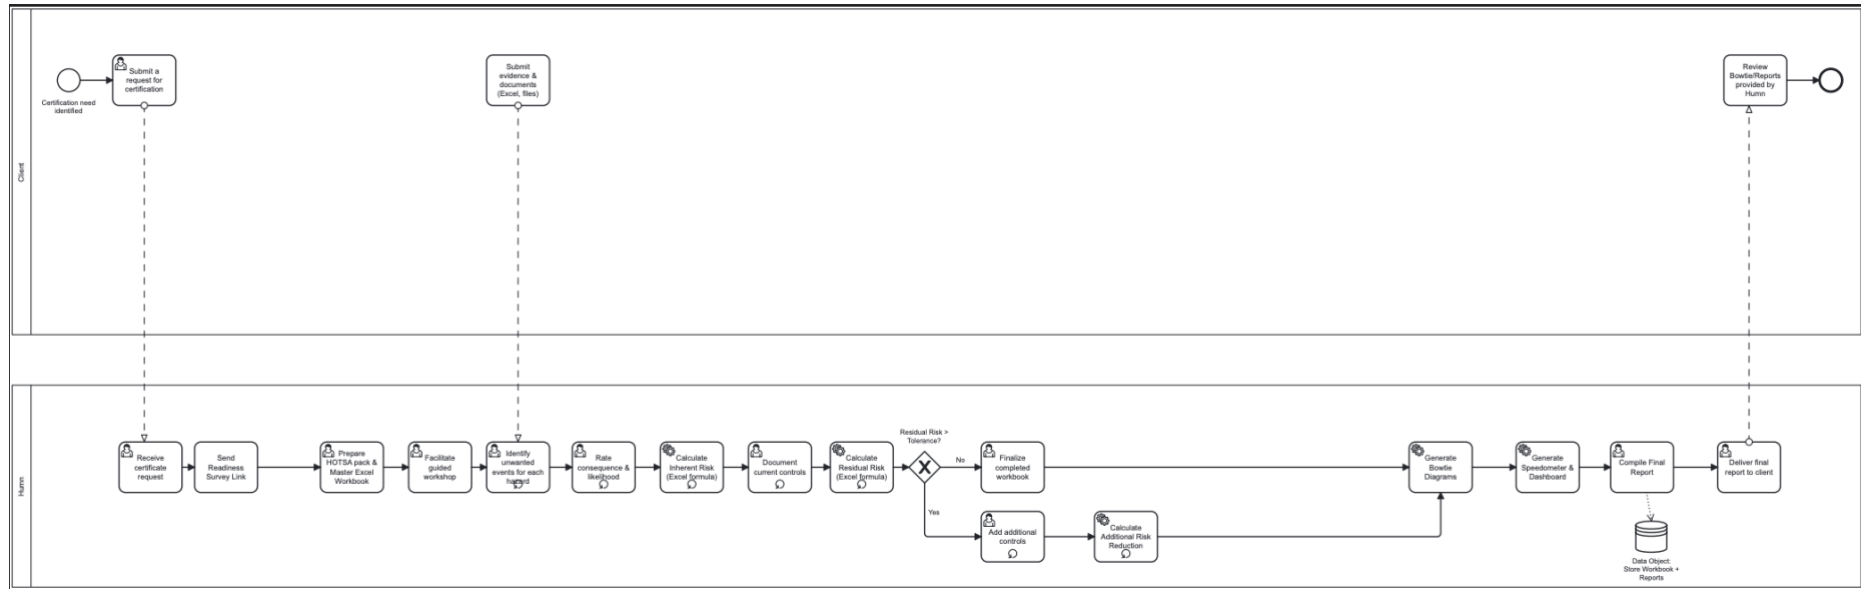 Client
Certification need
identified
Submit a
request for
certification
Submit
evidence &
documents
(Excel, files)
Review
Bowtie/Reports
provided by
Humn
Humn
Receive
certificate
request
Send
Readiness
Survey Link
Prepare
HOTSA pack &
Master Excel
Workbook
Facilitate
guided
workshop
Identify
unwanted
events for each
hazard
Rate
consequence &
likelihood
Calculate
Inherent Risk
(Excel formula)
Document
current controls
Calculate
Residual Risk
(Excel formula)
Residual Risk >
Tolerance?
No
Finalize
completed
workbook
Yes
Add additional
controls
Calculate
Additional Risk
Reduction
Generate
Bowtie
Diagrams
Generate
Speedometer &
Dashboard
Compile Final
Report
Deliver final
report to client
Data Object:
Store Workbook +
Reports